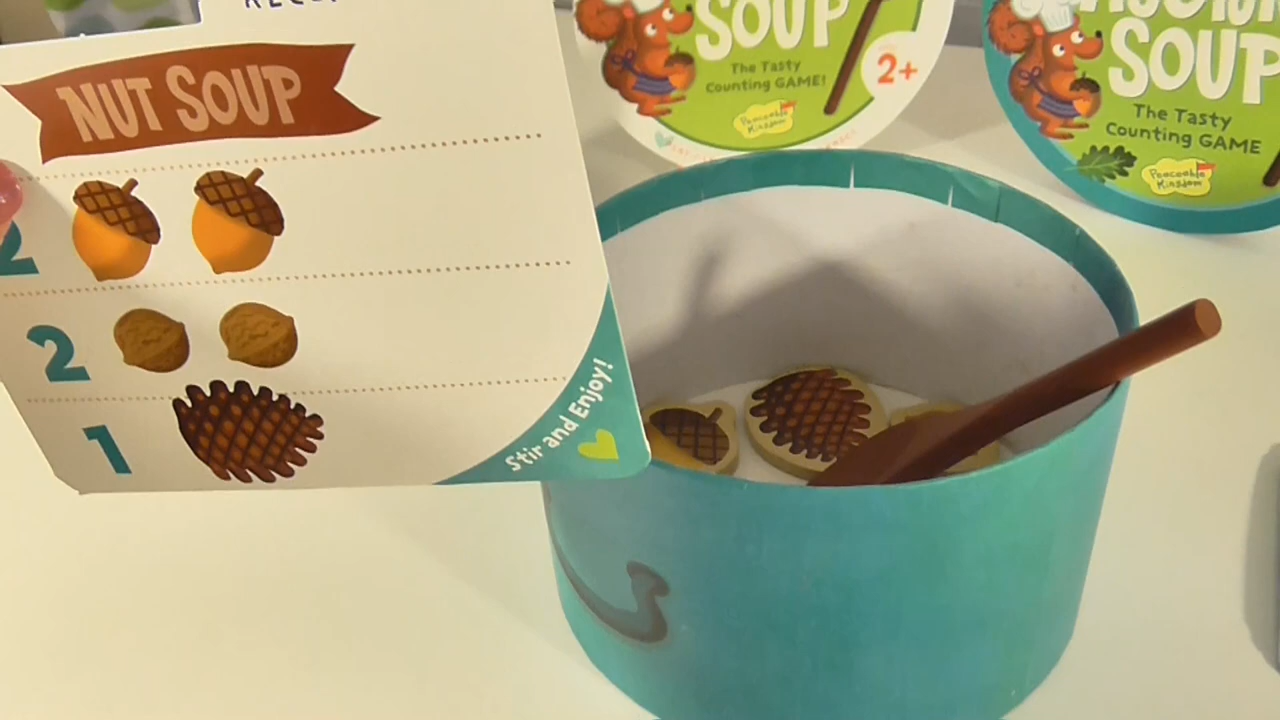 NUT SOUP
2
2
1
Stir and Enjoy!
SOUP
The Tasty
Counting GAME!
2+
Peaceable
Kingdom
SOUP
The Tasty
Counting GAME
Peaceable
Kingdom